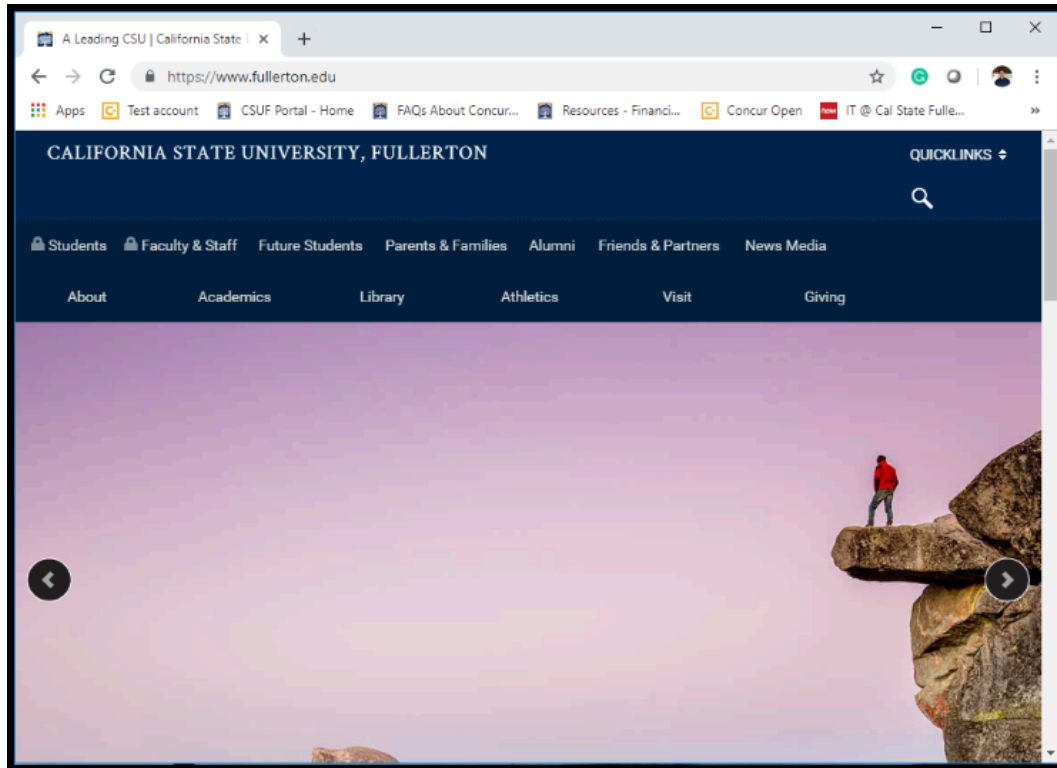 A Leading CSU | California State
https://www.fullerton.edu
Apps Test account CSUF Portal - Home FAQs About Concur... Resources - Financi... Concur Open IT @ Cal State Fulle...
CALIFORNIA STATE UNIVERSITY, FULLERTON QUICKLINKS
Students Faculty & Staff Future Students Parents & Families Alumni Friends & Partners News Media
About Academics Library Athletics Visit Giving